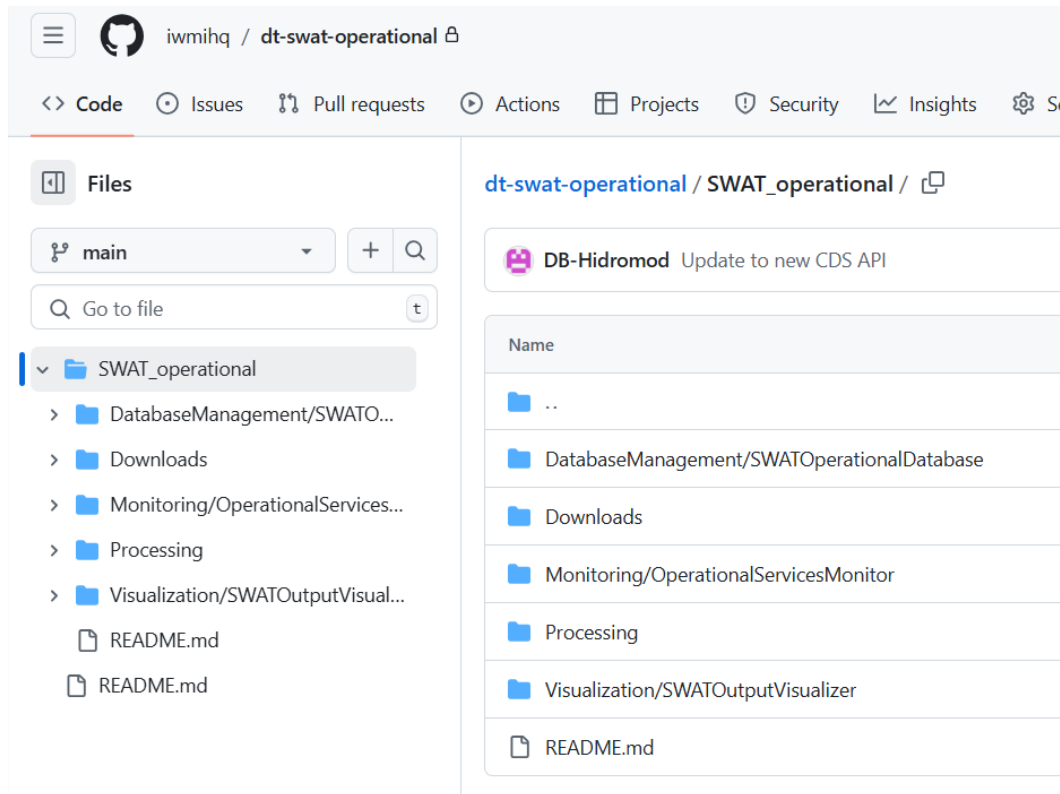 iwmihq / dt-swat-operational
Code Issues Pull requests Actions Projects Security Insights
Files
main
Go to file t
SWAT_operational
DatabaseManagement/SWATO...
Downloads
Monitoring/OperationalServices...
Processing
Visualization/SWATOutputVisual...
README.md
README.md
dt-swat-operational / SWAT_operational /
DB-Hidromod Update to new CDS API
Name
..
DatabaseManagement/SWATOperationalDatabase
Downloads
Monitoring/OperationalServicesMonitor
Processing
Visualization/SWATOutputVisualizer
README.md